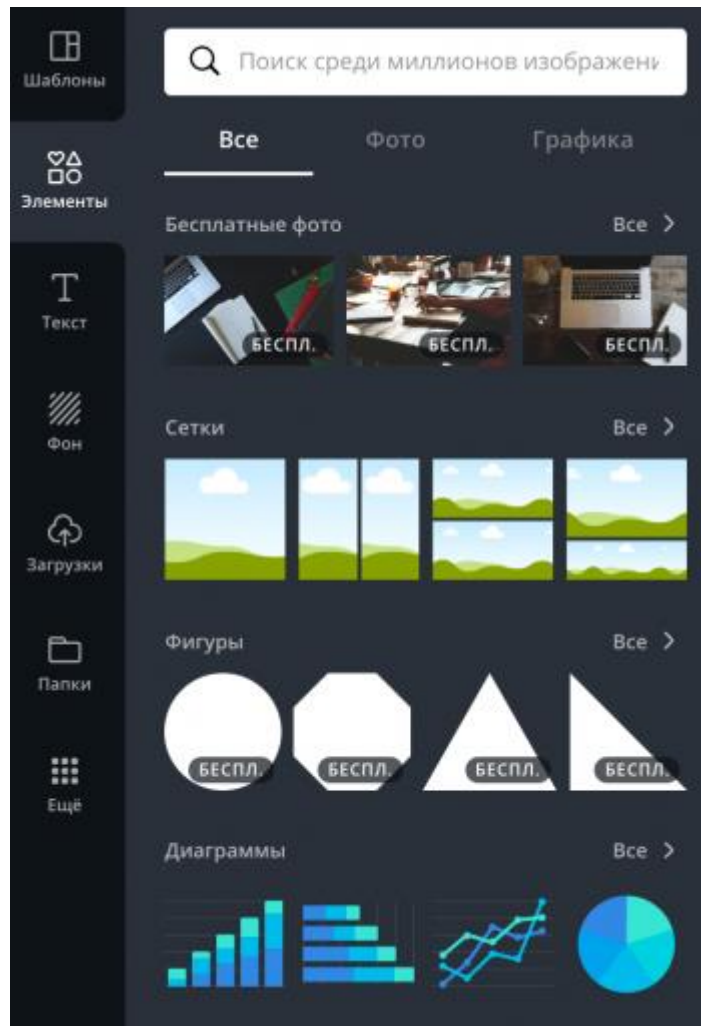 Шаблоны
Элементы
Текст
Фон
Загрузки
Папки
Ещё
Поиск среди миллионов изображени
Все Фото Графика
Бесплатные фото Все
БЕСПЛ. БЕСПЛ. БЕСПЛ.
Сетки Все
Фигуры Все
БЕСПЛ. БЕСПЛ. БЕСПЛ. БЕСПЛ.
Диаграммы Все